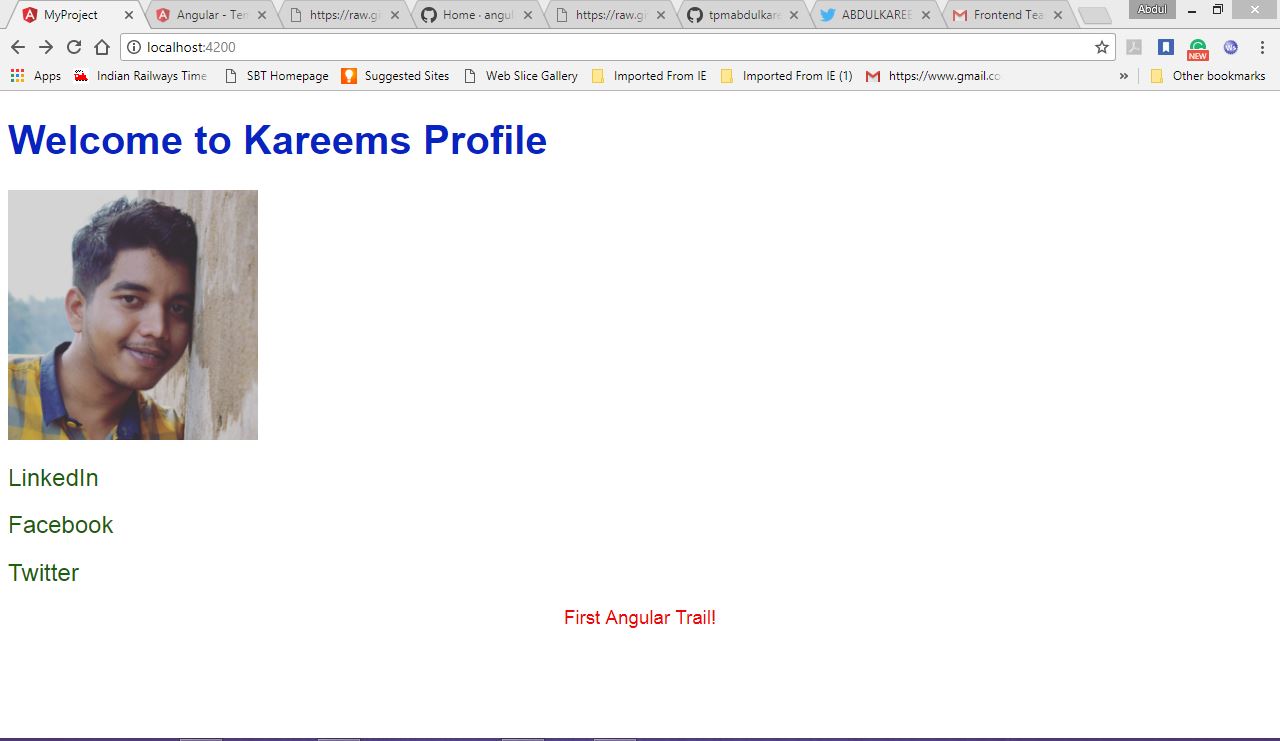 MyProject
Angular - Ten
https://raw.gi
Home · angul
https://raw.gi
tpmabdulkare
ABDULKAREE
Frontend Tea
Abdul
localhost:4200
NEW
Apps
Indian Railways Time
SBT Homepage
Suggested Sites
Web Slice Gallery
Imported From IE
Imported From IE (1)
https://www.gmail.co
»
Other bookmarks
Welcome to Kareems Profile
LinkedIn
Facebook
Twitter
First Angular Trail!